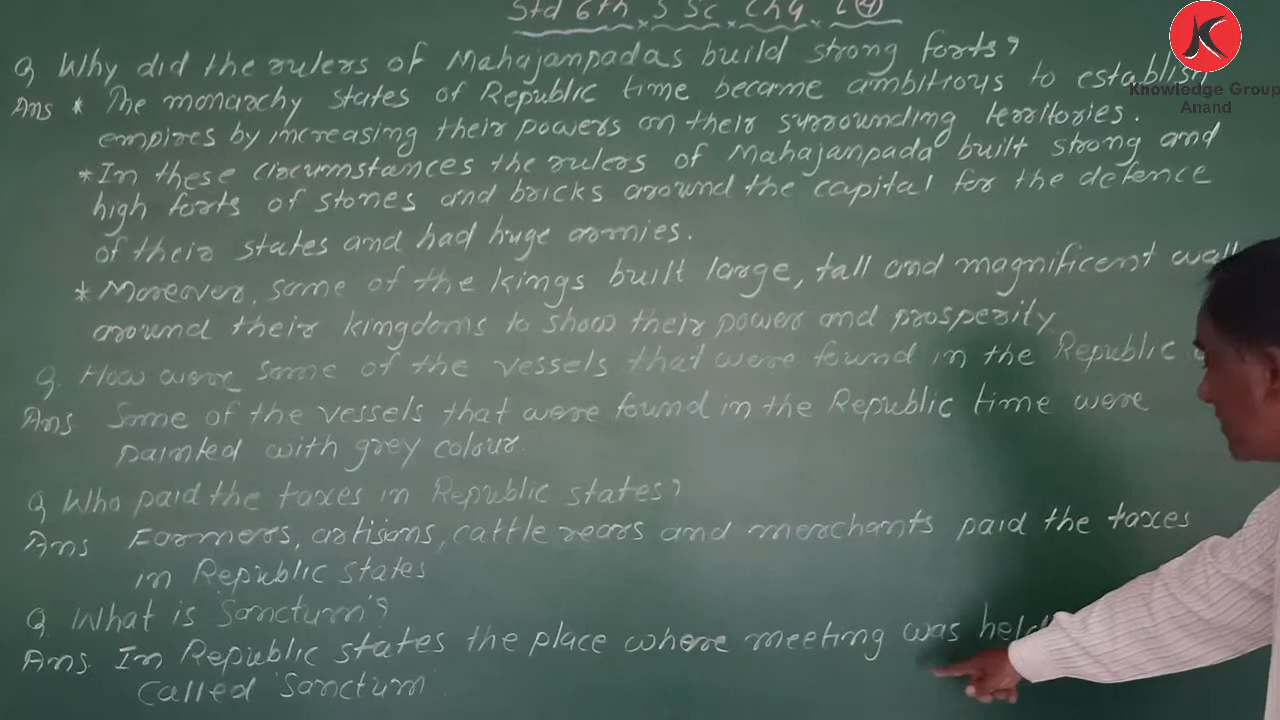 Std 6th S Sc Ch 4 L ④
Knowledge Group
Anand
Q Why did the rulers of Mahajanpadas build strong forts?
Ans * The monarchy states of Republic time became ambitious to establish
empires by increasing their powers on their surrounding territories.
* In these circumstances the rulers of Mahajanpada built strong and
high forts of stones and bricks around the capital for the defence
of their states and had huge armies.
* Moreover, some of the kings built large, tall and magnificent wall
around their kingdoms to show their power and prosperity
Q. How were some of the vessels that were found in the Republic
Ans Some of the vessels that were found in the Republic time were
painted with grey colour.
Q Who paid the taxes in Republic states?
Ans Farmers, artisans, cattle rears and merchants paid the taxes
in Republic states
Q. What is 'Sanctum'?
Ans. In Republic states the place where meeting was held
called 'Sanctum